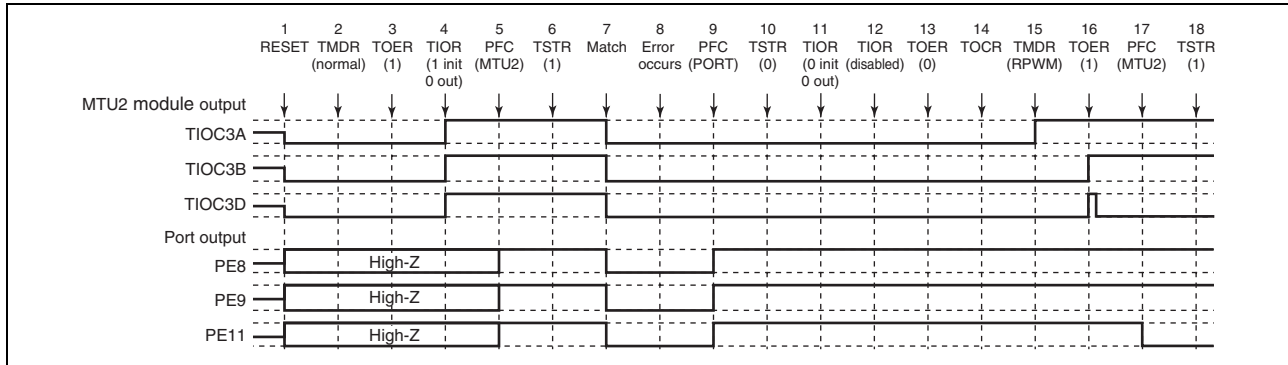 1 2 3 4 5 6 7 8 9 10 11 12 13 14 15 16 17 18
RESET TMDR TOER TIOR PFC TSTR Match Error PFC TSTR TIOR TIOR TOER TOCR TMDR TOER PFC TSTR
(normal) (1) (1 init (MTU2) (1) occurs (PORT) (0) (0 init (disabled) (0) (RPWM) (1) (MTU2) (1)
0 out) 0 out)
MTU2 module output
TIOC3A
TIOC3B
TIOC3D
Port output
PE8 High-Z
PE9 High-Z
PE11 High-Z